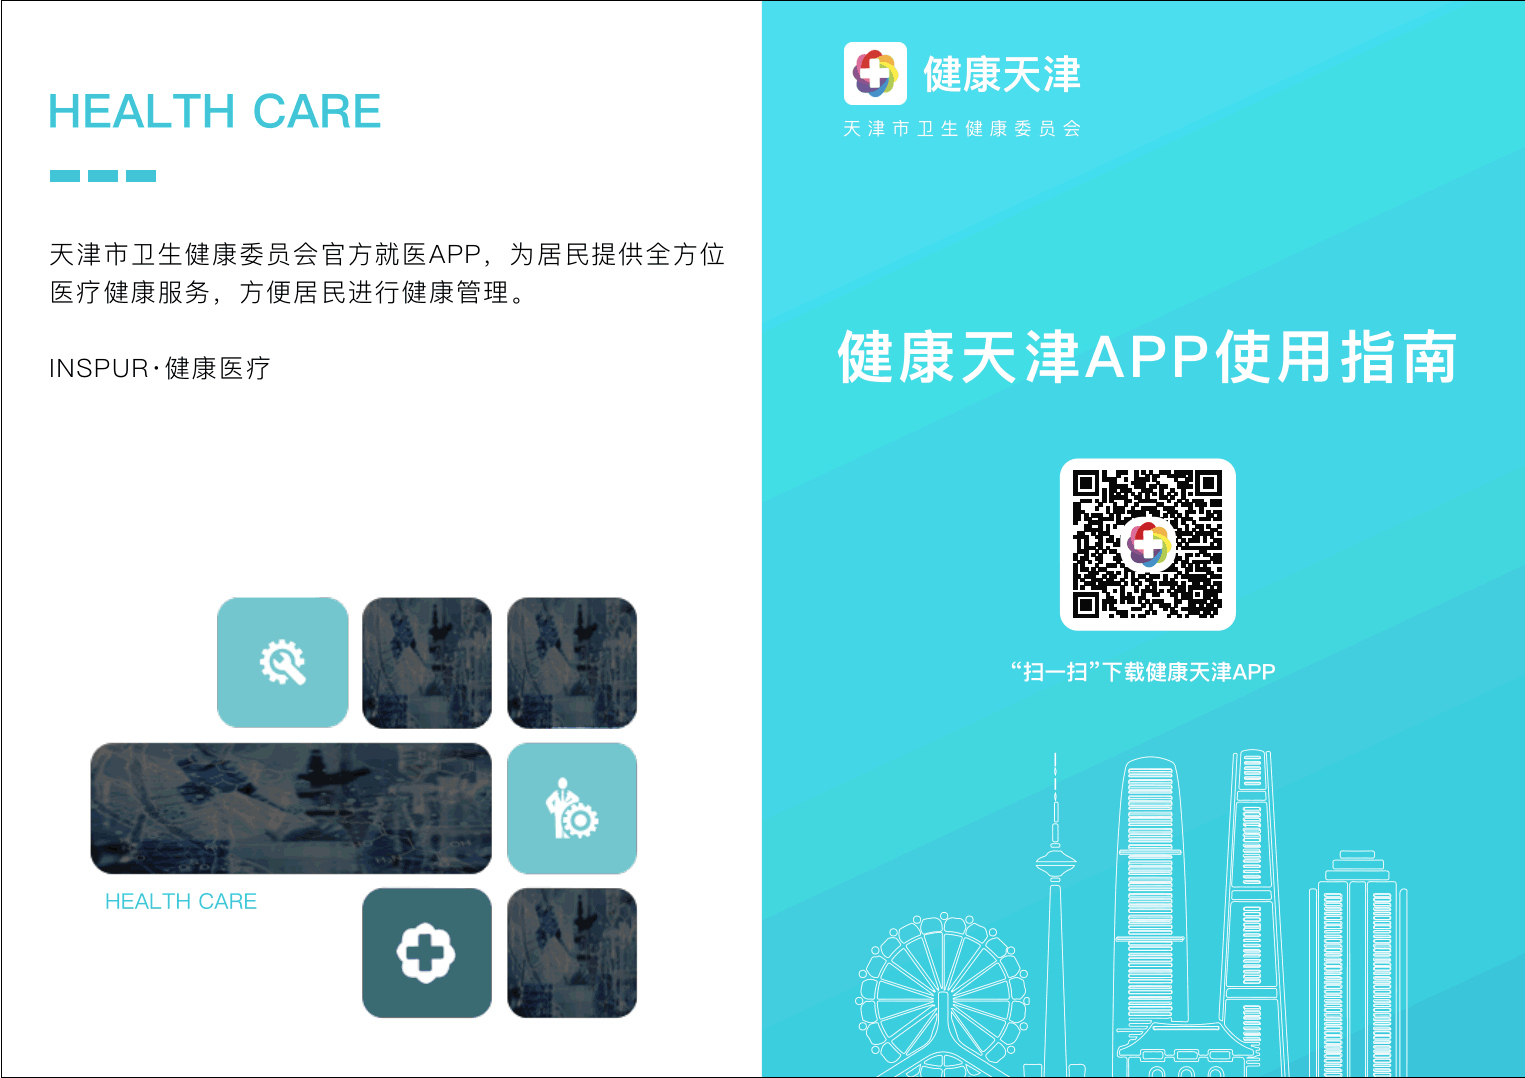 HEALTH CARE
天津市卫生健康委员会官方就医APP，为居民提供全方位
医疗健康服务，方便居民进行健康管理。
INSPUR·健康医疗
HEALTH CARE
健康天津
天津市卫生健康委员会
健康天津APP使用指南
“扫一扫”下载健康天津APP